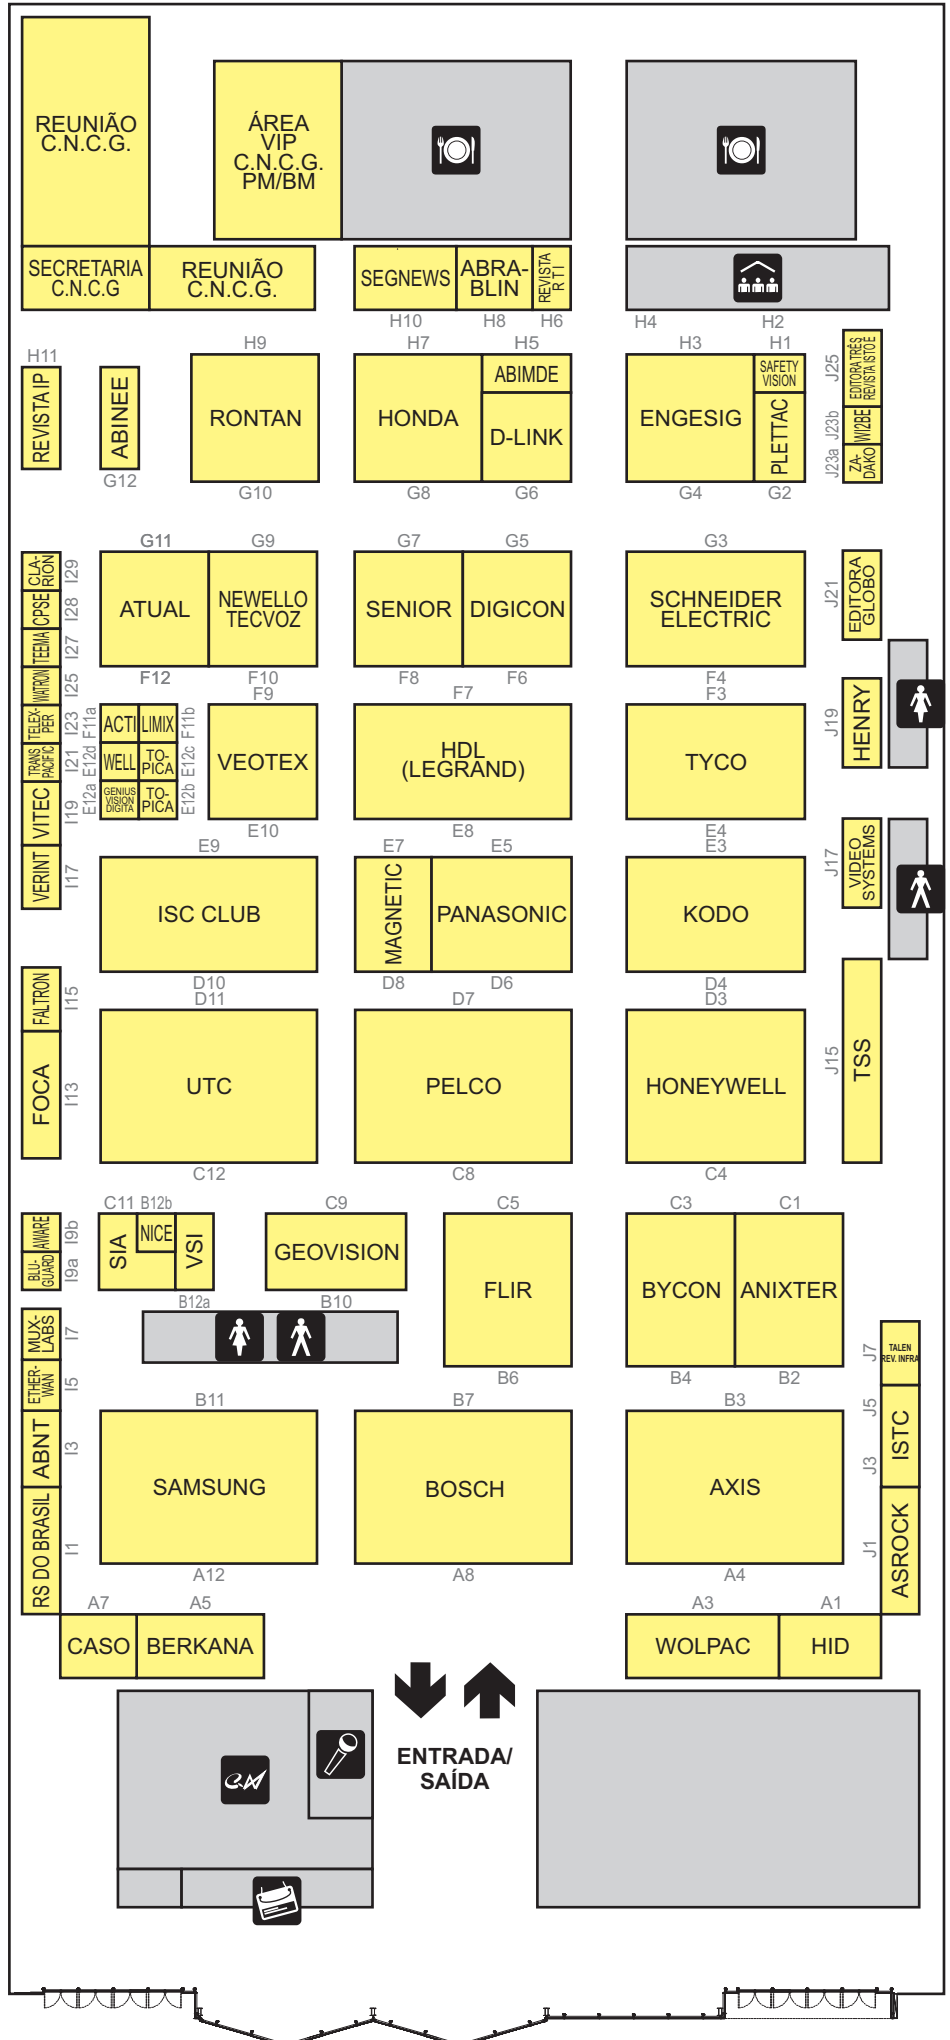 REUNIÃO
C.N.C.G.
ÁREA
VIP
C.N.C.G.
PM/BM
SECRETARIA
C.N.C.G
REUNIÃO
C.N.C.G.
SEGNEWS
ABRA-
BLIN
REVISTA
R T I
H10
H8
H6
H4
H2
H11
H9
H7
H5
H3
H1
J25
REVISTA IP
ABINEE
RONTAN
HONDA
ABIMDE
D-LINK
ENGESIG
SAFETY
VISION
PLETTAC
EDITORA TRÊS
REVISTA ISTOÉ
J23b
WI2BE
J23a
ZA-
DAKO
G12
G10
G8
G6
G4
G2
G11
G9
G7
G5
G3
CLA-
RION
I29
CPSE
I28
TEEMA
I27
WATRON
I25
ATUAL
NEWELLO
TECVOZ
SENIOR
DIGICON
SCHNEIDER
ELECTRIC
J21
EDITORA
GLOBO
F12
F10
F8
F6
F4
F9
F7
F3
TELEX-
PER
I23
F11a
ACTI
LIMIX
F11b
TRANS
PACIFIC
I21
E12d
WELL
TO-
PICA
E12c
VITEC
I19
E12a
GENIUS
VISION
DIGITA
TO-
PICA
E12b
VEOTEX
HDL
(LEGRAND)
TYCO
J19
HENRY
E10
E8
E4
E9
E7
E5
E3
VERINT
I17
ISC CLUB
MAGNETIC
PANASONIC
KODO
J17
VIDEO
SYSTEMS
D10
D8
D6
D4
D11
D7
D3
FALTRON
I15
FOCA
I13
UTC
PELCO
HONEYWELL
J15
TSS
C12
C8
C4
C11
B12b
C9
C5
C3
C1
AWARE
I9b
BLU-
GUARD
I9a
SIA
NICE
VSI
GEOVISION
FLIR
BYCON
ANIXTER
B12a
B10
MUX-
LABS
I7
ETHER-
WAN
I5
J7
TALEN
REV. INFRA
B6
B4
B2
B11
B7
B3
ABNT
I3
J5
J3
ISTC
RS DO BRASIL
I1
SAMSUNG
BOSCH
AXIS
J1
ASROCK
A12
A8
A4
A7
A5
A3
A1
CASO
BERKANA
WOLPAC
HID
ENTRADA/
SAÍDA